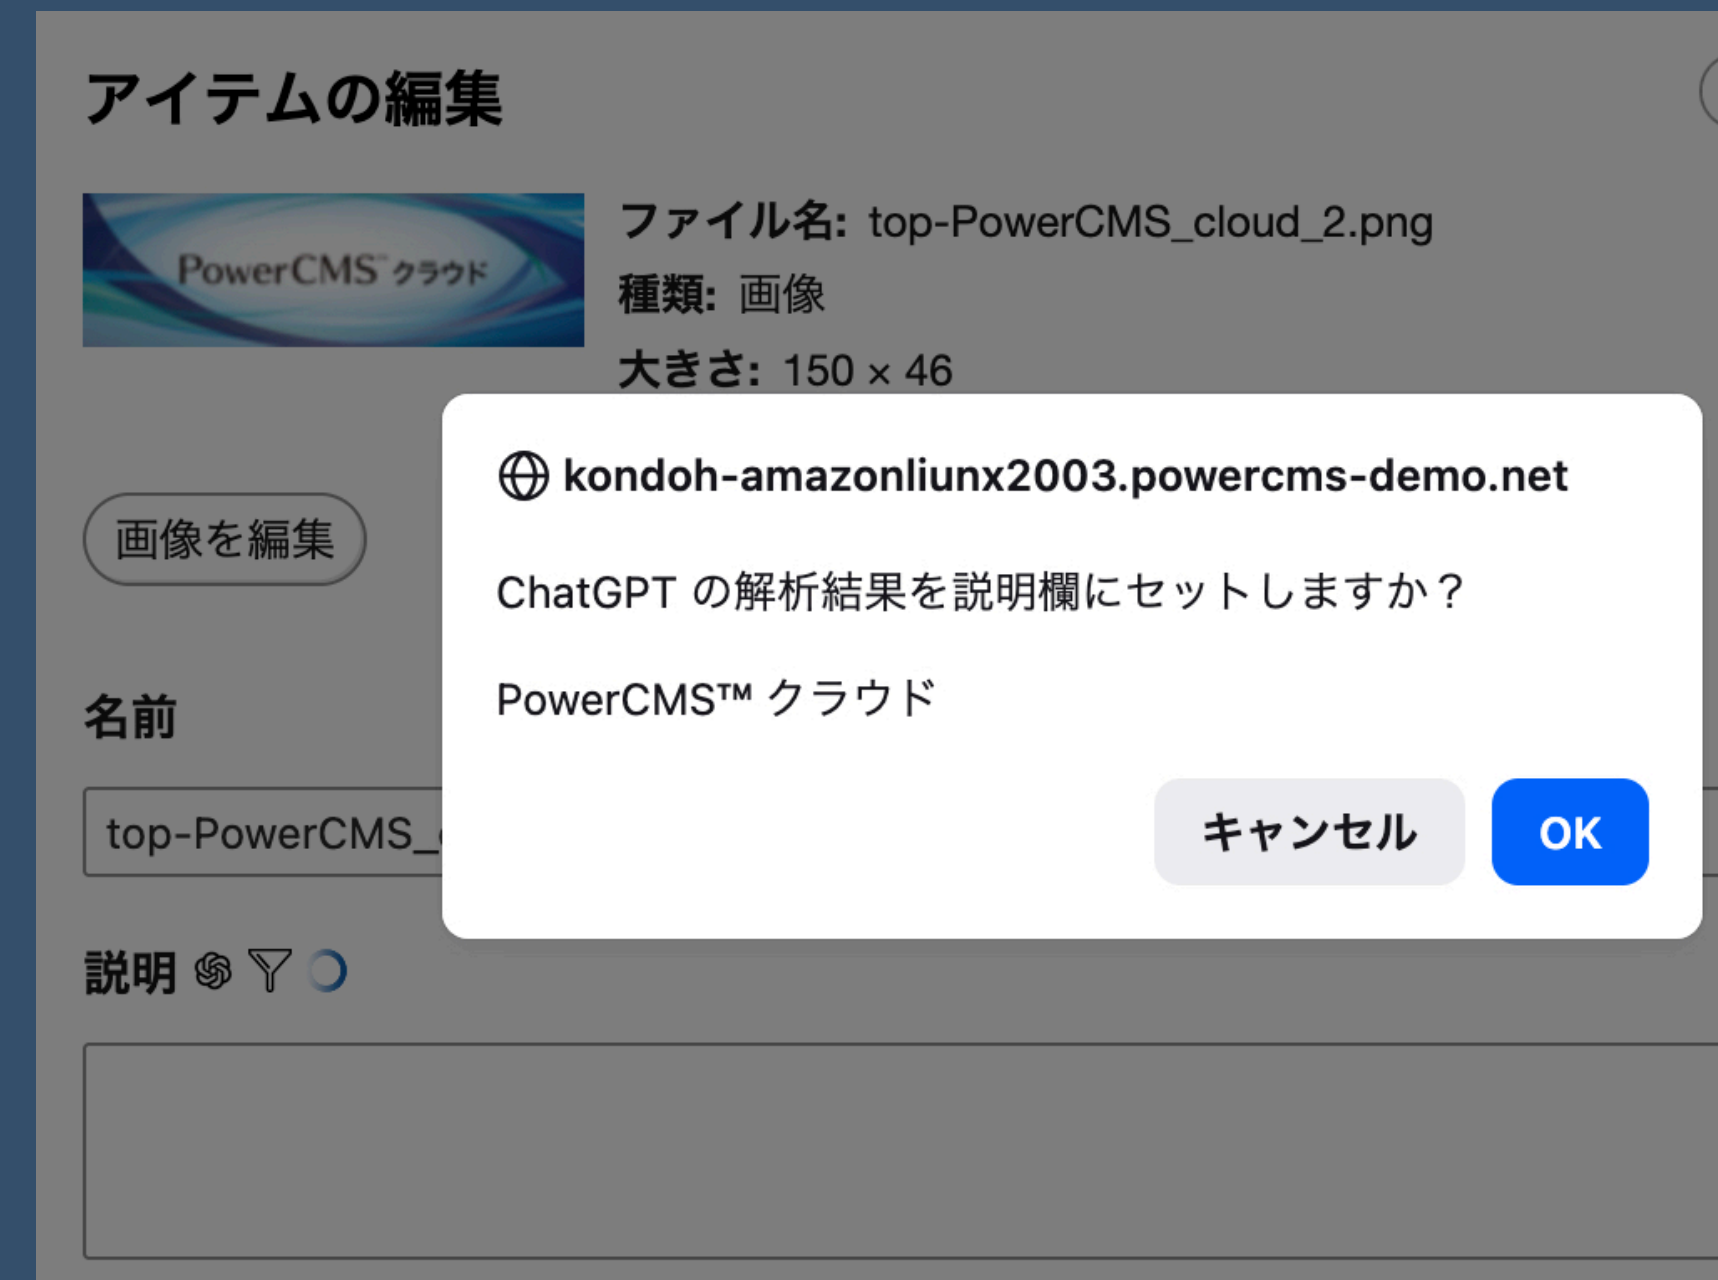 アイテムの編集
PowerCMS™ クラウド
ファイル名: top-PowerCMS_cloud_2.png
種類: 画像
大きさ: 150 × 46
kondoh-amazonliunx2003.powercms-demo.net
ChatGPT の解析結果を説明欄にセットしますか？
PowerCMS™ クラウド
キャンセル
OK
画像を編集
名前
top-PowerCMS_
説明